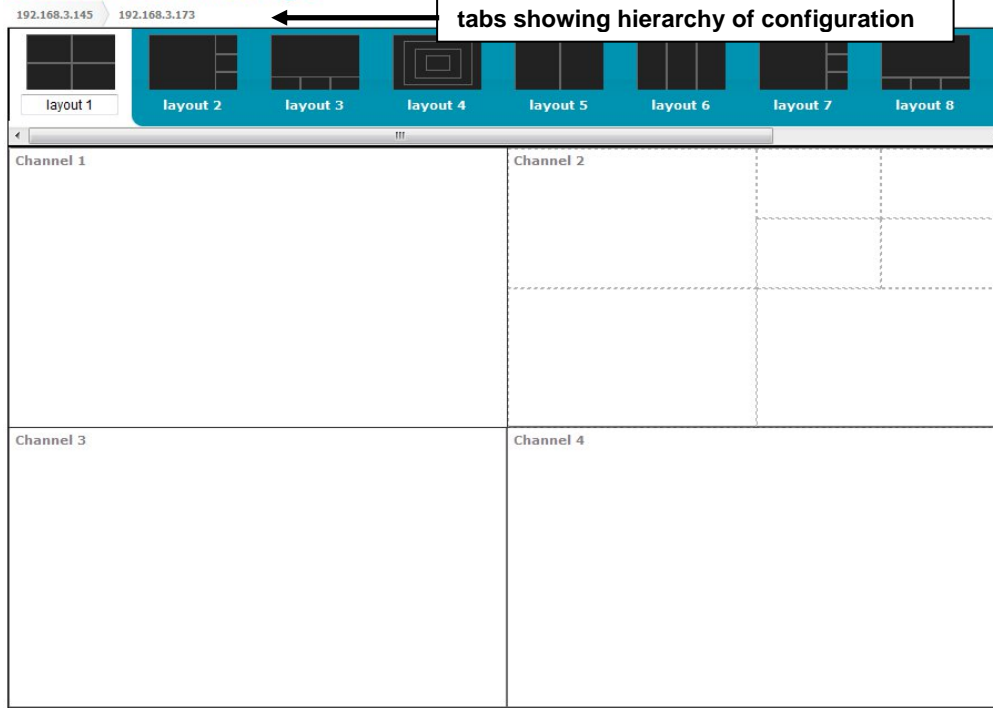 192.168.3.145 192.168.3.173
tabs showing hierarchy of configuration
layout 1 layout 2 layout 3 layout 4 layout 5 layout 6 layout 7 layout 8
Channel 1
Channel 2
Channel 3
Channel 4